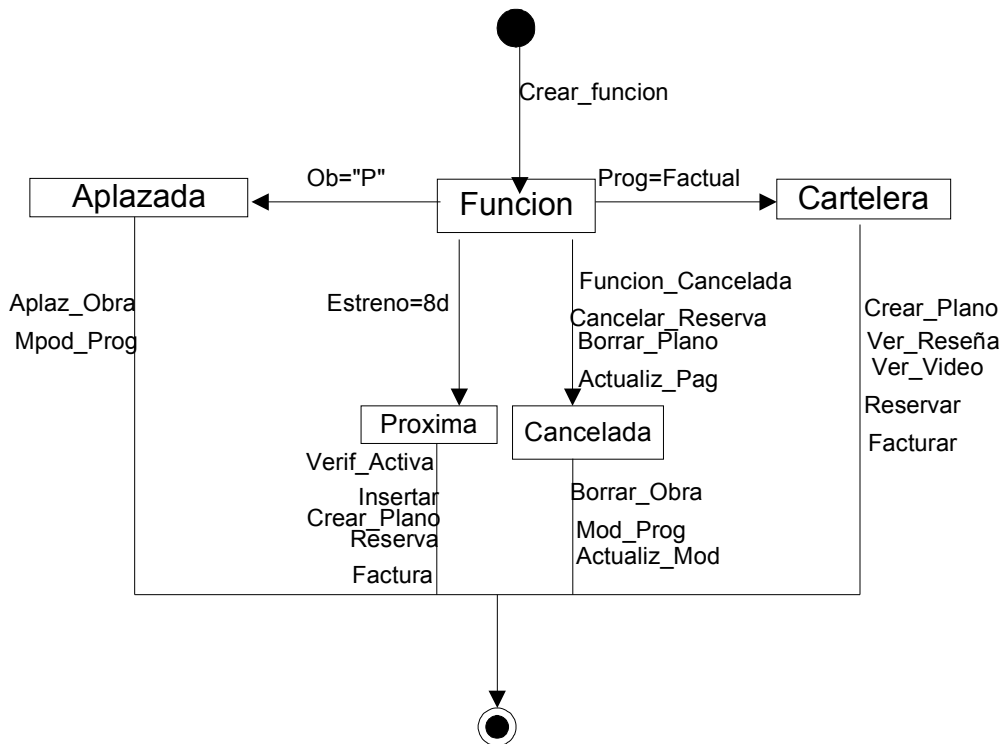 Crear_funcion
Ob="P"
Prog=Factual
Aplazada
Funcion
Cartelera
Aplaz_Obra
Mpod_Prog
Estreno=8d
Funcion_Cancelada
Cancelar_Reserva
Borrar_Plano
Actualiz_Pag
Crear_Plano
Ver_Reseña
Ver_Video
Reservar
Facturar
Proxima
Cancelada
Verif_Activa
Insertar
Crear_Plano
Reserva
Factura
Borrar_Obra
Mod_Prog
Actualiz_Mod